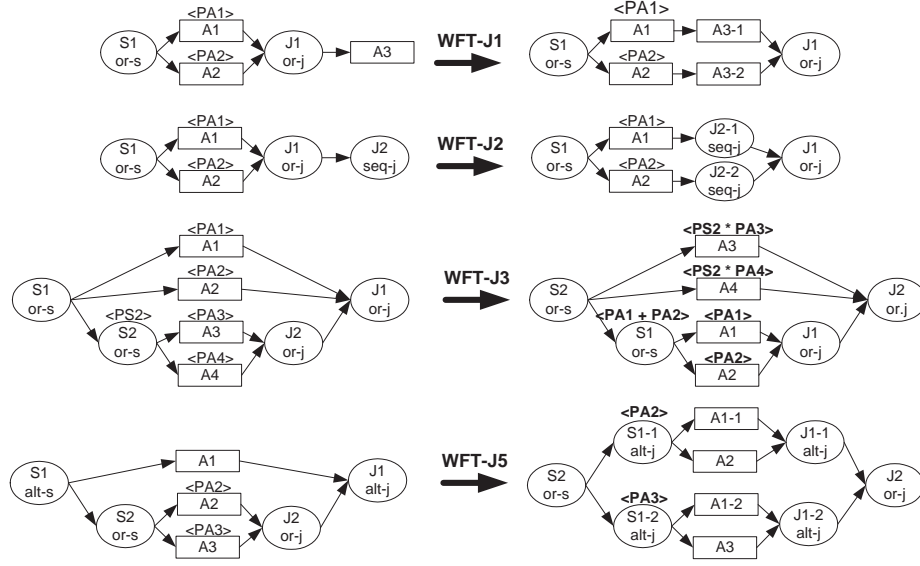 <PA1>
A1
S1
or-s
<PA2>
A2
J1
or-j
A3
WFT-J1
<PA1>
A1
A3-1
S1
or-s
<PA2>
A2
A3-2
J1
or-j
<PA1>
A1
S1
or-s
<PA2>
A2
J1
or-j
J2
seq-j
WFT-J2
<PA1>
A1
J2-1
seq-j
S1
or-s
<PA2>
A2
J2-2
seq-j
J1
or-j
<PA1>
A1
<PA2>
A2
S1
or-s
<PS2>
S2
or-s
<PA3>
A3
<PA4>
A4
J2
or-j
J1
or-j
WFT-J3
<PS2 * PA3>
A3
<PS2 * PA4>
A4
S2
or-s
<PA1 + PA2>
S1
or-s
<PA1>
A1
<PA2>
A2
J1
or-j
J2
or.j
A1
S1
alt-s
<PA2>
A2
S2
or-s
<PA3>
A3
J2
or-j
J1
alt-j
WFT-J5
<PA2>
S1-1
alt-j
A1-1
A2
J1-1
alt-j
S2
or-s
<PA3>
S1-2
alt-j
A1-2
A3
J1-2
alt-j
J2
or-j